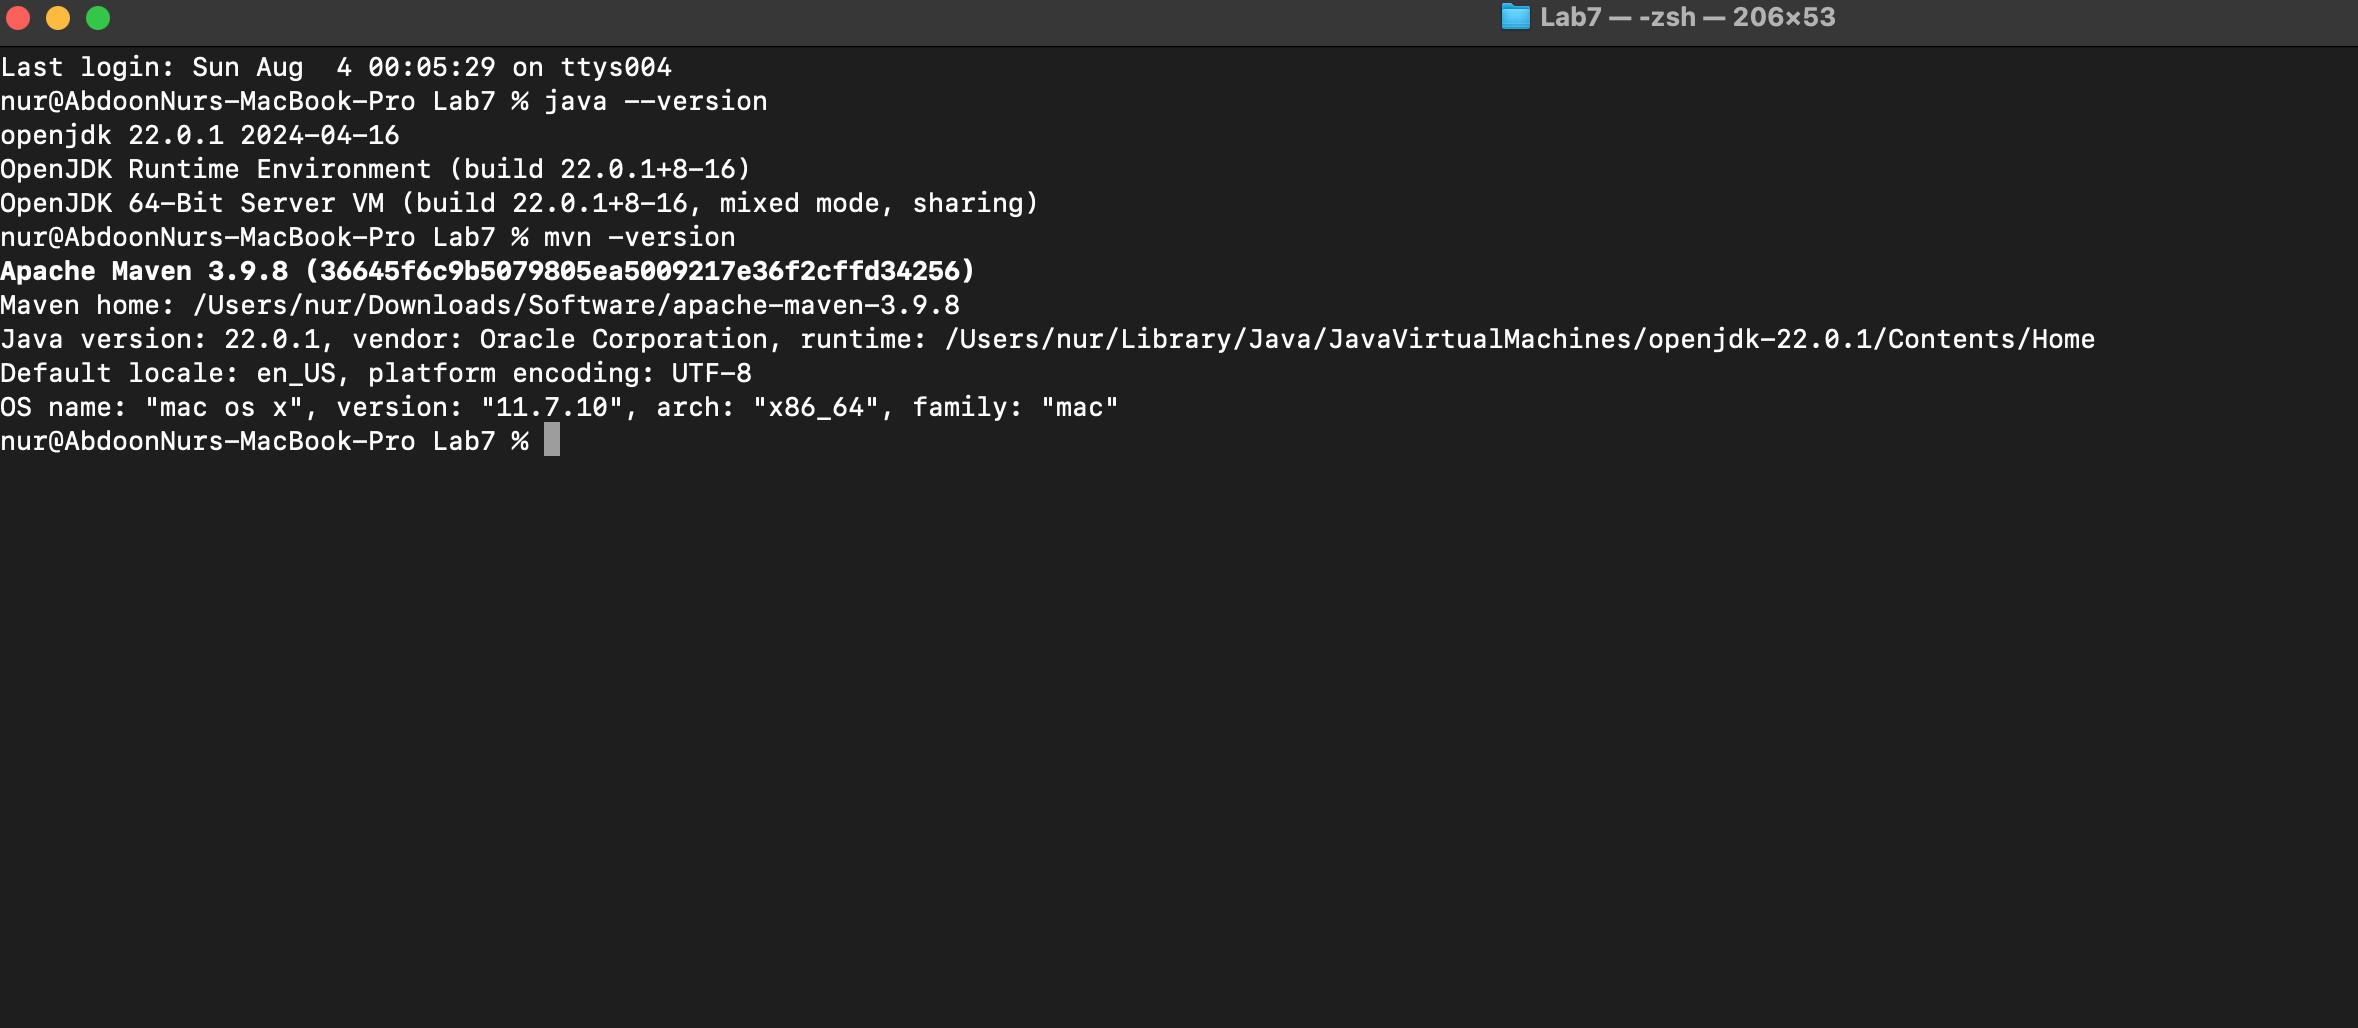 Lab7 — -zsh — 206×53
Last login: Sun Aug  4 00:05:29 on ttys004
nur@AbdoonNurs-MacBook-Pro Lab7 % java --version
openjdk 22.0.1 2024-04-16
OpenJDK Runtime Environment (build 22.0.1+8-16)
OpenJDK 64-Bit Server VM (build 22.0.1+8-16, mixed mode, sharing)
nur@AbdoonNurs-MacBook-Pro Lab7 % mvn -version
Apache Maven 3.9.8 (36645f6c9b5079805ea5009217e36f2cffd34256)
Maven home: /Users/nur/Downloads/Software/apache-maven-3.9.8
Java version: 22.0.1, vendor: Oracle Corporation, runtime: /Users/nur/Library/Java/JavaVirtualMachines/openjdk-22.0.1/Contents/Home
Default locale: en_US, platform encoding: UTF-8
OS name: "mac os x", version: "11.7.10", arch: "x86_64", family: "mac"
nur@AbdoonNurs-MacBook-Pro Lab7 %